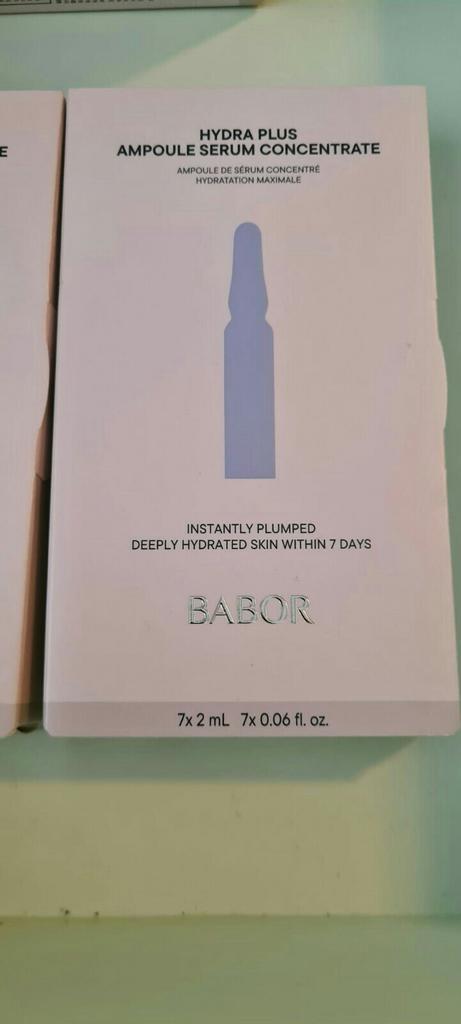 HYDRA PLUS
AMPOULE SERUM CONCENTRATE
AMPOULE DE SÉRUM CONCENTRÉ
HYDRATATION MAXIMALE
INSTANTLY PLUMPED
DEEPLY HYDRATED SKIN WITHIN 7 DAYS
BABOR
7x 2 mL 7x 0.06 fl. oz.
E